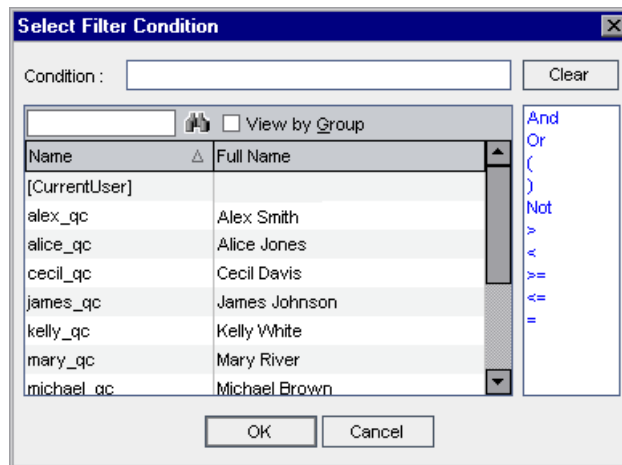 Select Filter Condition
Condition :
Clear
View by Group
Name Full Name
[CurrentUser]
alex_qc Alex Smith
alice_qc Alice Jones
cecil_qc Cecil Davis
james_qc James Johnson
kelly_qc Kelly White
mary_qc Mary River
michael_qc Michael Brown
And
Or
(
)
Not
>
<
>=
<=
=
OK Cancel